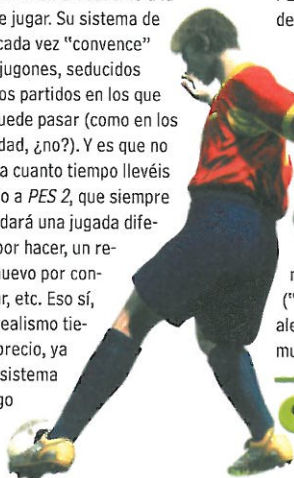 e jugar. Su sistema de
cada vez "convence"
jugones, seducidos
os partidos en los que
uede pasar (como en los
dad, ¿no?). Y es que no
a cuanto tiempo llevéis
o a PES 2, que siempre
dará una jugada dife-
por hacer, un re-
nuevo por con-
r, etc. Eso sí,
realismo tie-
precio, ya
sistema
go
de
("
ale
mu